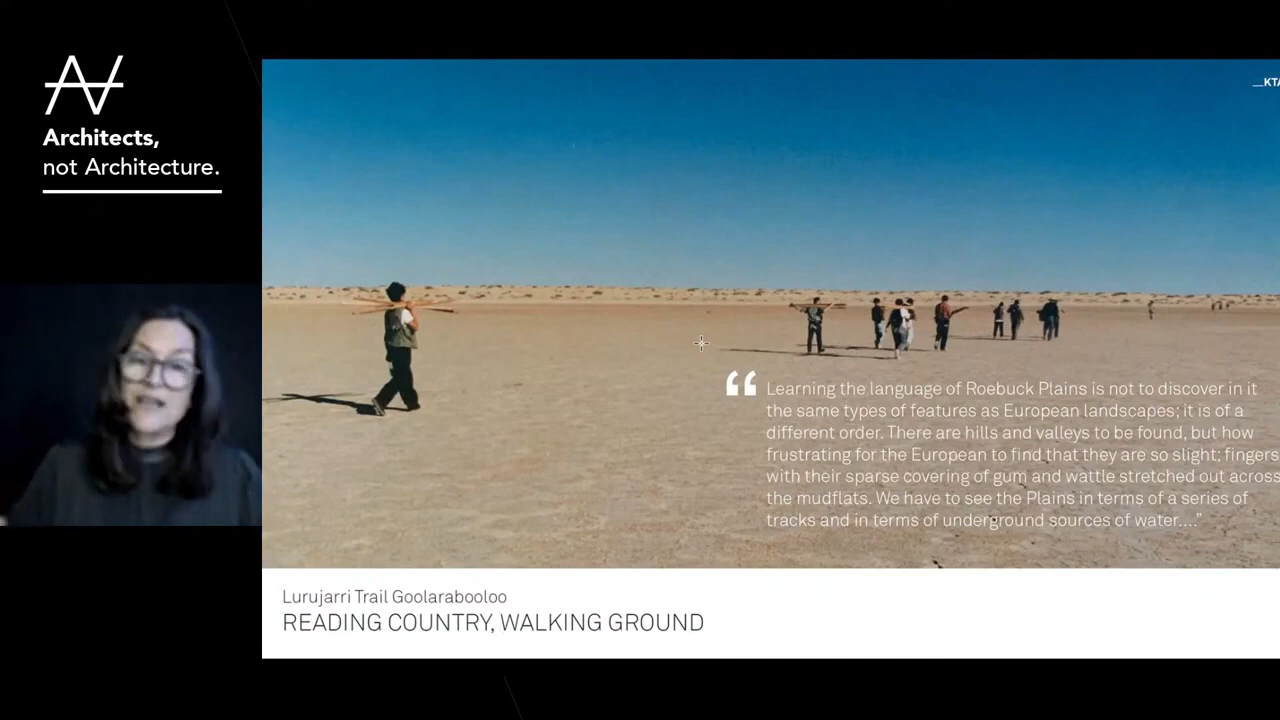 Architects,
not Architecture.
Learning the language of Roebuck Plains is not to discover in it
the same types of features as European landscapes; it is of a
different order. There are hills and valleys to be found, but how
frustrating for the European to find that they are so slight; fingers
with their sparse covering of gum and wattle stretched out across
the mudflats. We have to see the Plains in terms of a series of
tracks and in terms of underground sources of water...."
Lurujarri Trail Goolarabooloo
READING COUNTRY, WALKING GROUND